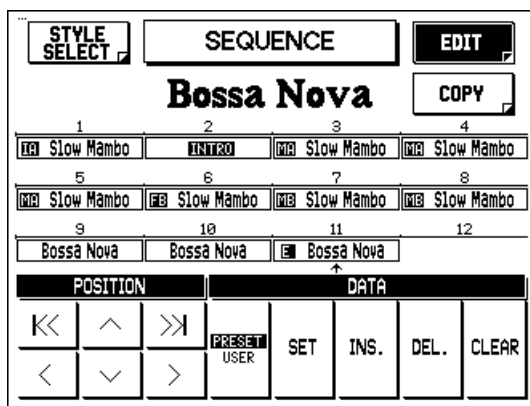 ...
STYLE SELECT SEQUENCE EDIT
Bossa Nova COPY
1 2 3 4
IA Slow Mambo INTRO MA Slow Mambo MA Slow Mambo
5 6 7 8
MA Slow Mambo FB Slow Mambo MB Slow Mambo MB Slow Mambo
9 10 11 12
Bossa Nova Bossa Nova E Bossa Nova
POSITION DATA
K<< ^ >>| PRESET USER SET INS. DEL. CLEAR
< v >